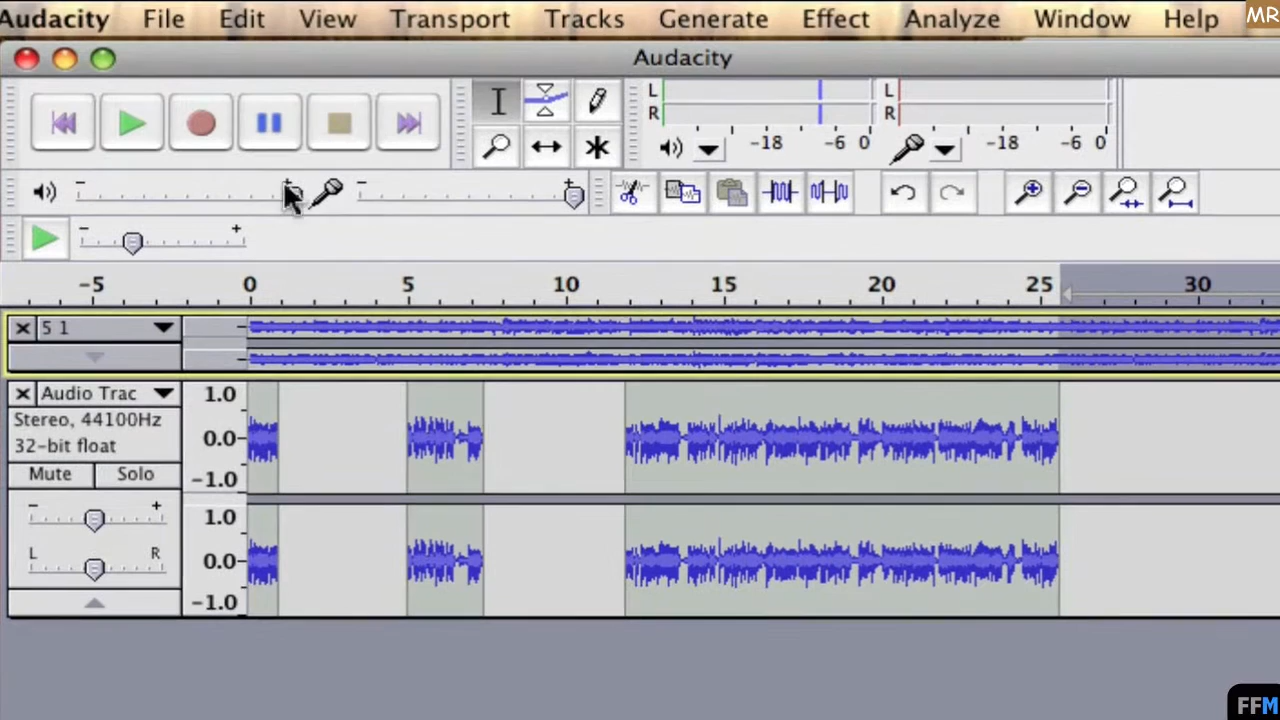 Audacity File Edit View Transport Tracks Generate Effect Analyze Window Help MR
Audacity
L L
R R
-18 -6 0 -18 -6 0
- + - +
- +
-5 0 5 10 15 20 25 30
5 1
Audio Trac 1.0
Stereo, 44100Hz
32-bit float 0.0-
Mute Solo -1.0
- + 1.0
L R 0.0-
-1.0
FFM